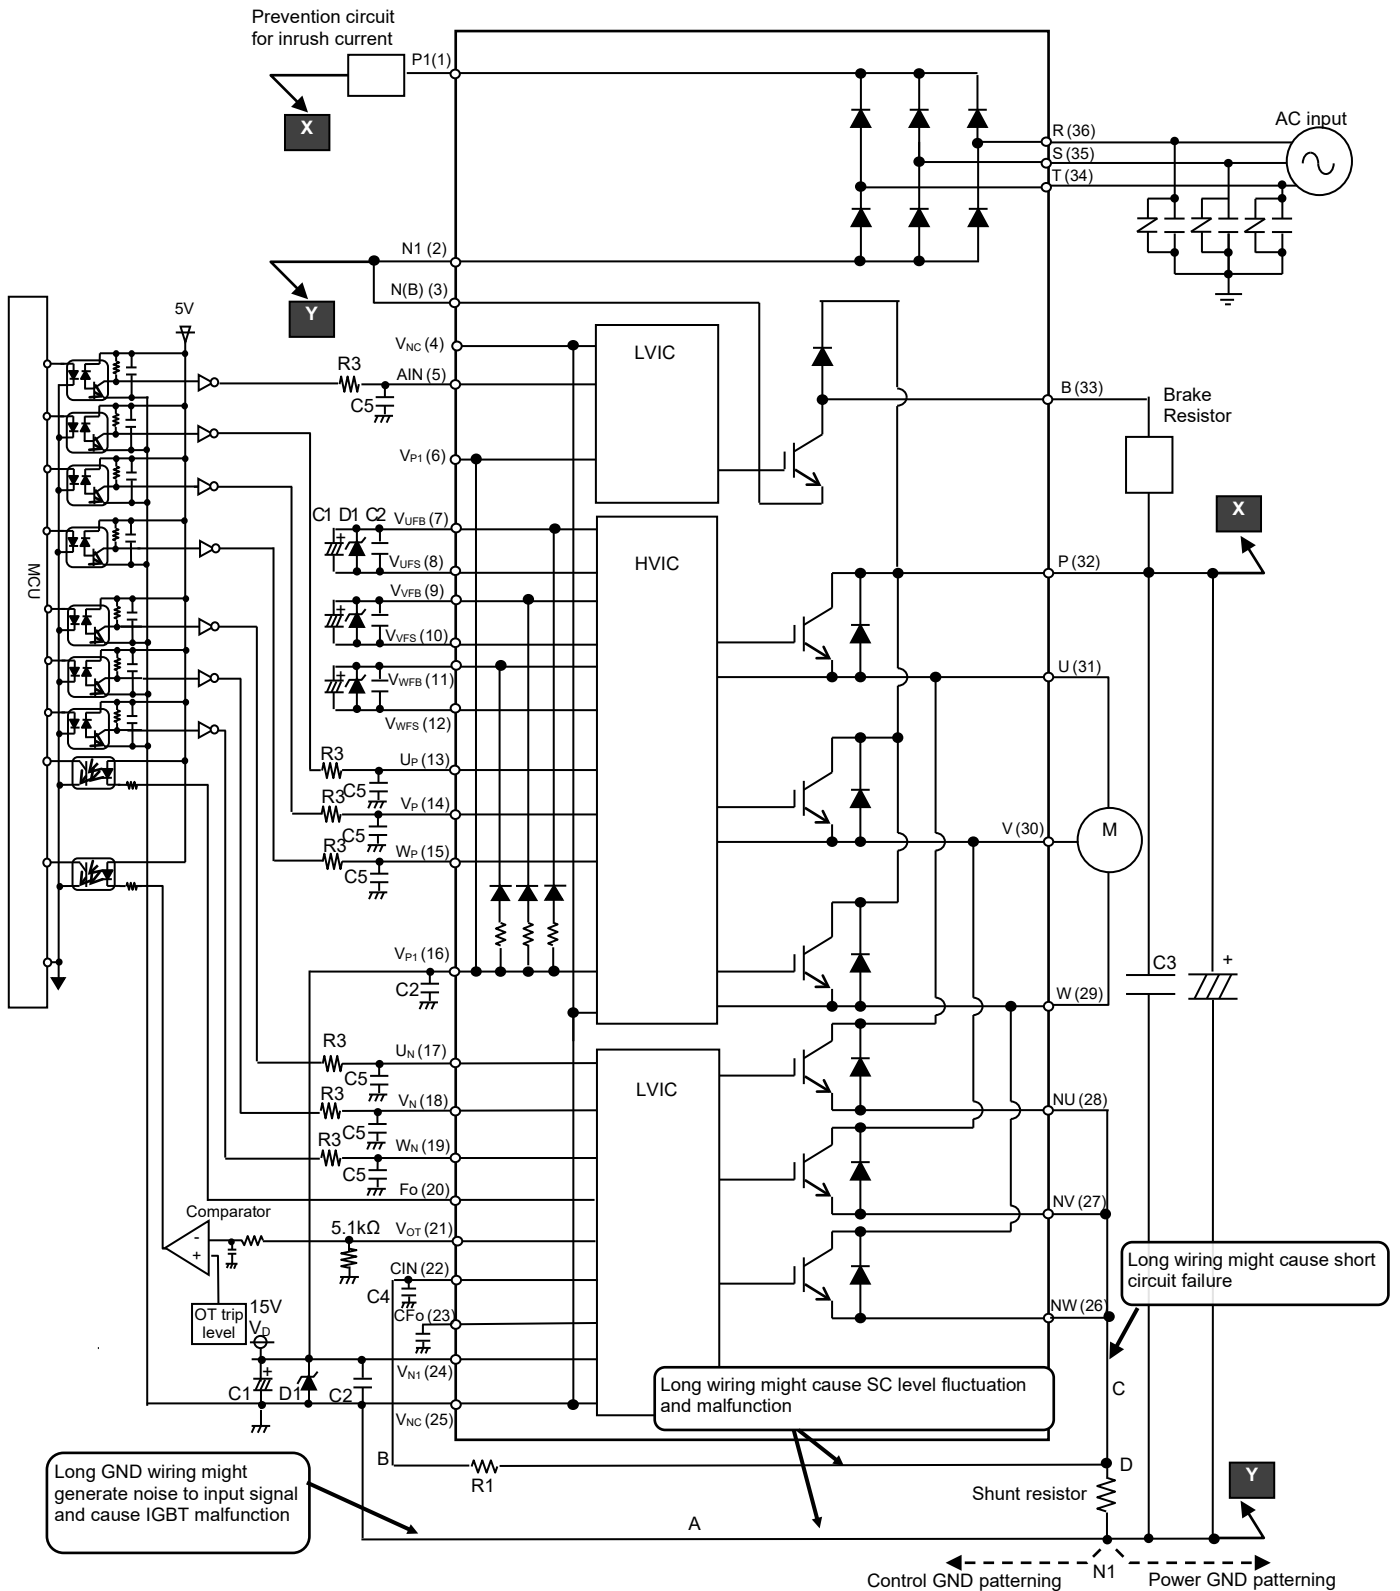 Prevention circuit
for inrush current
P1(1)
X
AC input
R (36)
S (35)
T (34)
N1 (2)
N(B) (3)
Y
5V
VNC (4)
LVIC
R3
AIN (5)
C5
B (33)
Brake
Resistor
VP1 (6)
X
C1 D1 C2
VUFB (7)
HVIC
VUFS (8)
P (32)
MCU
VVFB (9)
VVFS (10)
U (31)
VWFB (11)
VWFS (12)
R3
UP (13)
C5
R3
VP (14)
C5
V (30)
M
R3
WP (15)
C5
VP1 (16)
C2
+
C3
W (29)
R3
UN (17)
C5
LVIC
R3
VN (18)
C5
NU (28)
R3
WN (19)
C5
Fo (20)
NV (27)
Comparator
5.1kΩ
VOT (21)
-
+
CIN (22)
C4
Long wiring might cause short
circuit failure
OT trip
level
15V
VD
CFo (23)
NW (26)
+
C1
D1
C2
VN1 (24)
Long wiring might cause SC level fluctuation
and malfunction
C
VNC (25)
B
R1
D
Long GND wiring might
generate noise to input signal
and cause IGBT malfunction
Shunt resistor
Y
A
N1
Control GND patterning
Power GND patterning